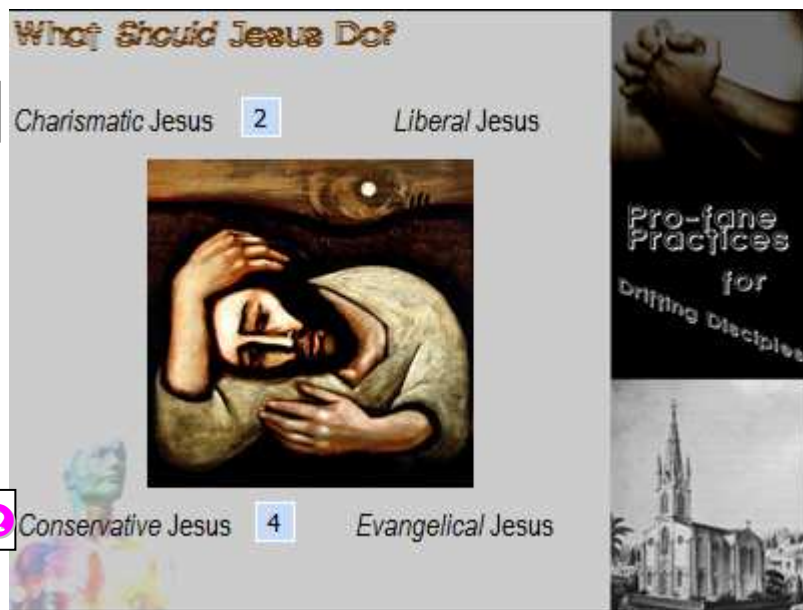 What Should Jesus Do?
Charismatic Jesus 2 Liberal Jesus
Pro-fane
Practices
for
Drifting Disciples
Conservative Jesus 4 Evangelical Jesus